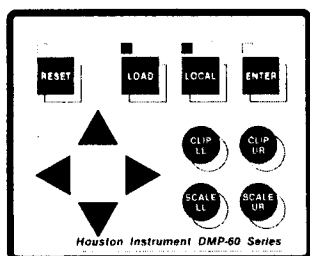 RESET LOAD LOCAL ENTER
CLIP LL CLIP UR
SCALE LL SCALE UR
Houston Instrument DMP-60 Series